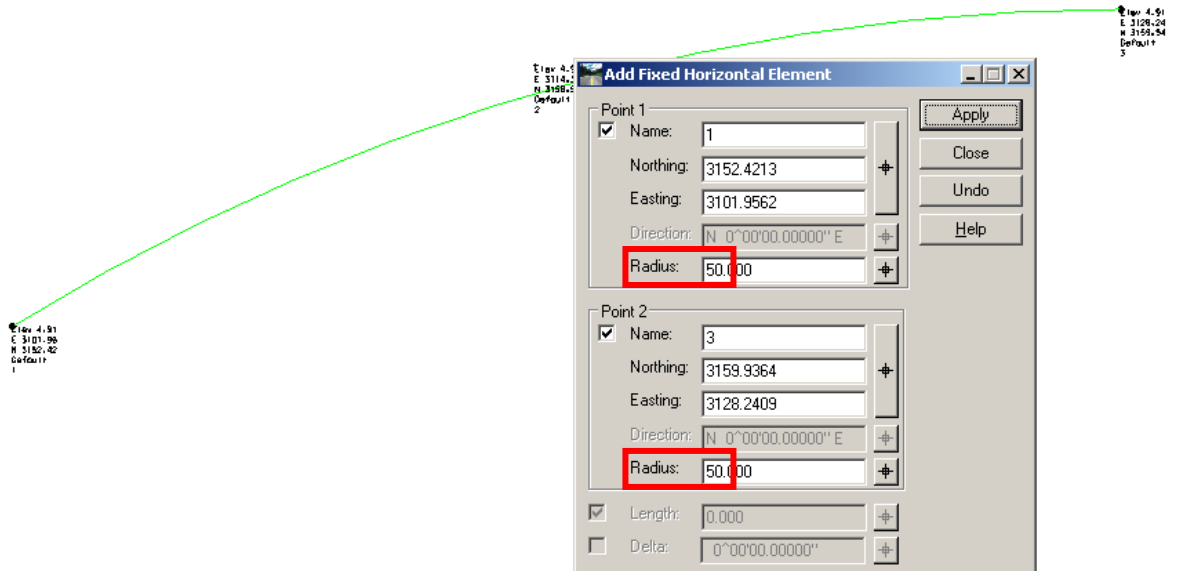 Elev 4.91
E 3128.24
N 3159.94
Default
3
Elev 4.9
E 3114.
N 3158.9
Default
2
Add Fixed Horizontal Element
Point 1
Name: 1
Northing: 3152.4213
Easting: 3101.9562
Direction: N 0^00'00.00000" E
Radius: 50.000
Apply
Close
Undo
Help
Point 2
Name: 3
Northing: 3159.9364
Easting: 3128.2409
Direction: N 0^00'00.00000" E
Radius: 50.000
Length: 0.000
Delta: 0^00'00.00000"
Elev 4.91
E 3101.96
N 3152.42
Default
1